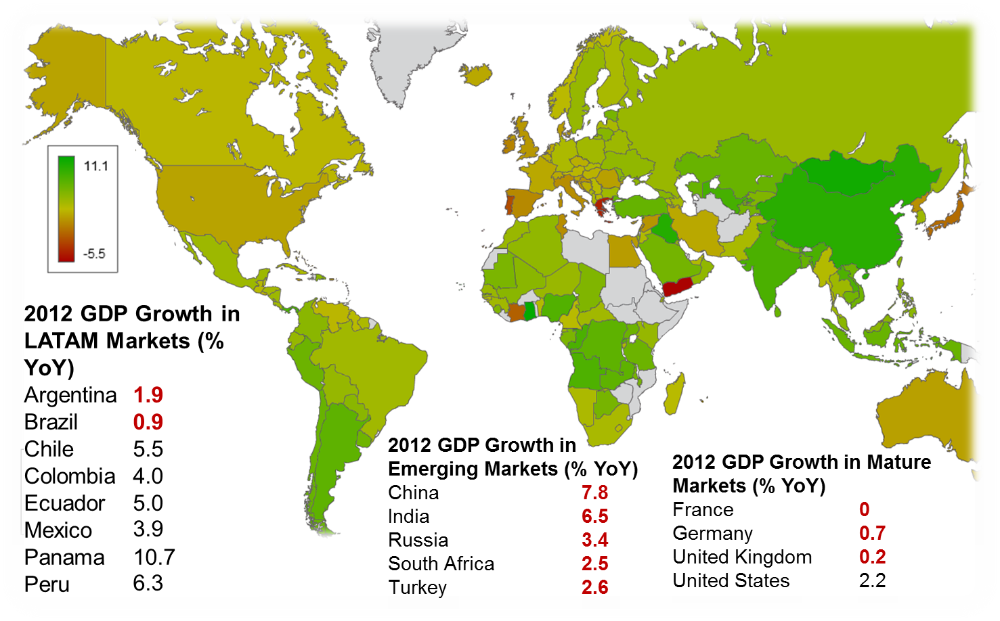 11.1
-5.5
2012 GDP Growth in
LATAM Markets (%
YoY)
Argentina 1.9
Brazil 0.9
Chile 5.5
Colombia 4.0
Ecuador 5.0
Mexico 3.9
Panama 10.7
Peru 6.3
2012 GDP Growth in
Emerging Markets (% YoY)
China 7.8
India 6.5
Russia 3.4
South Africa 2.5
Turkey 2.6
2012 GDP Growth in Mature
Markets (% YoY)
France 0
Germany 0.7
United Kingdom 0.2
United States 2.2